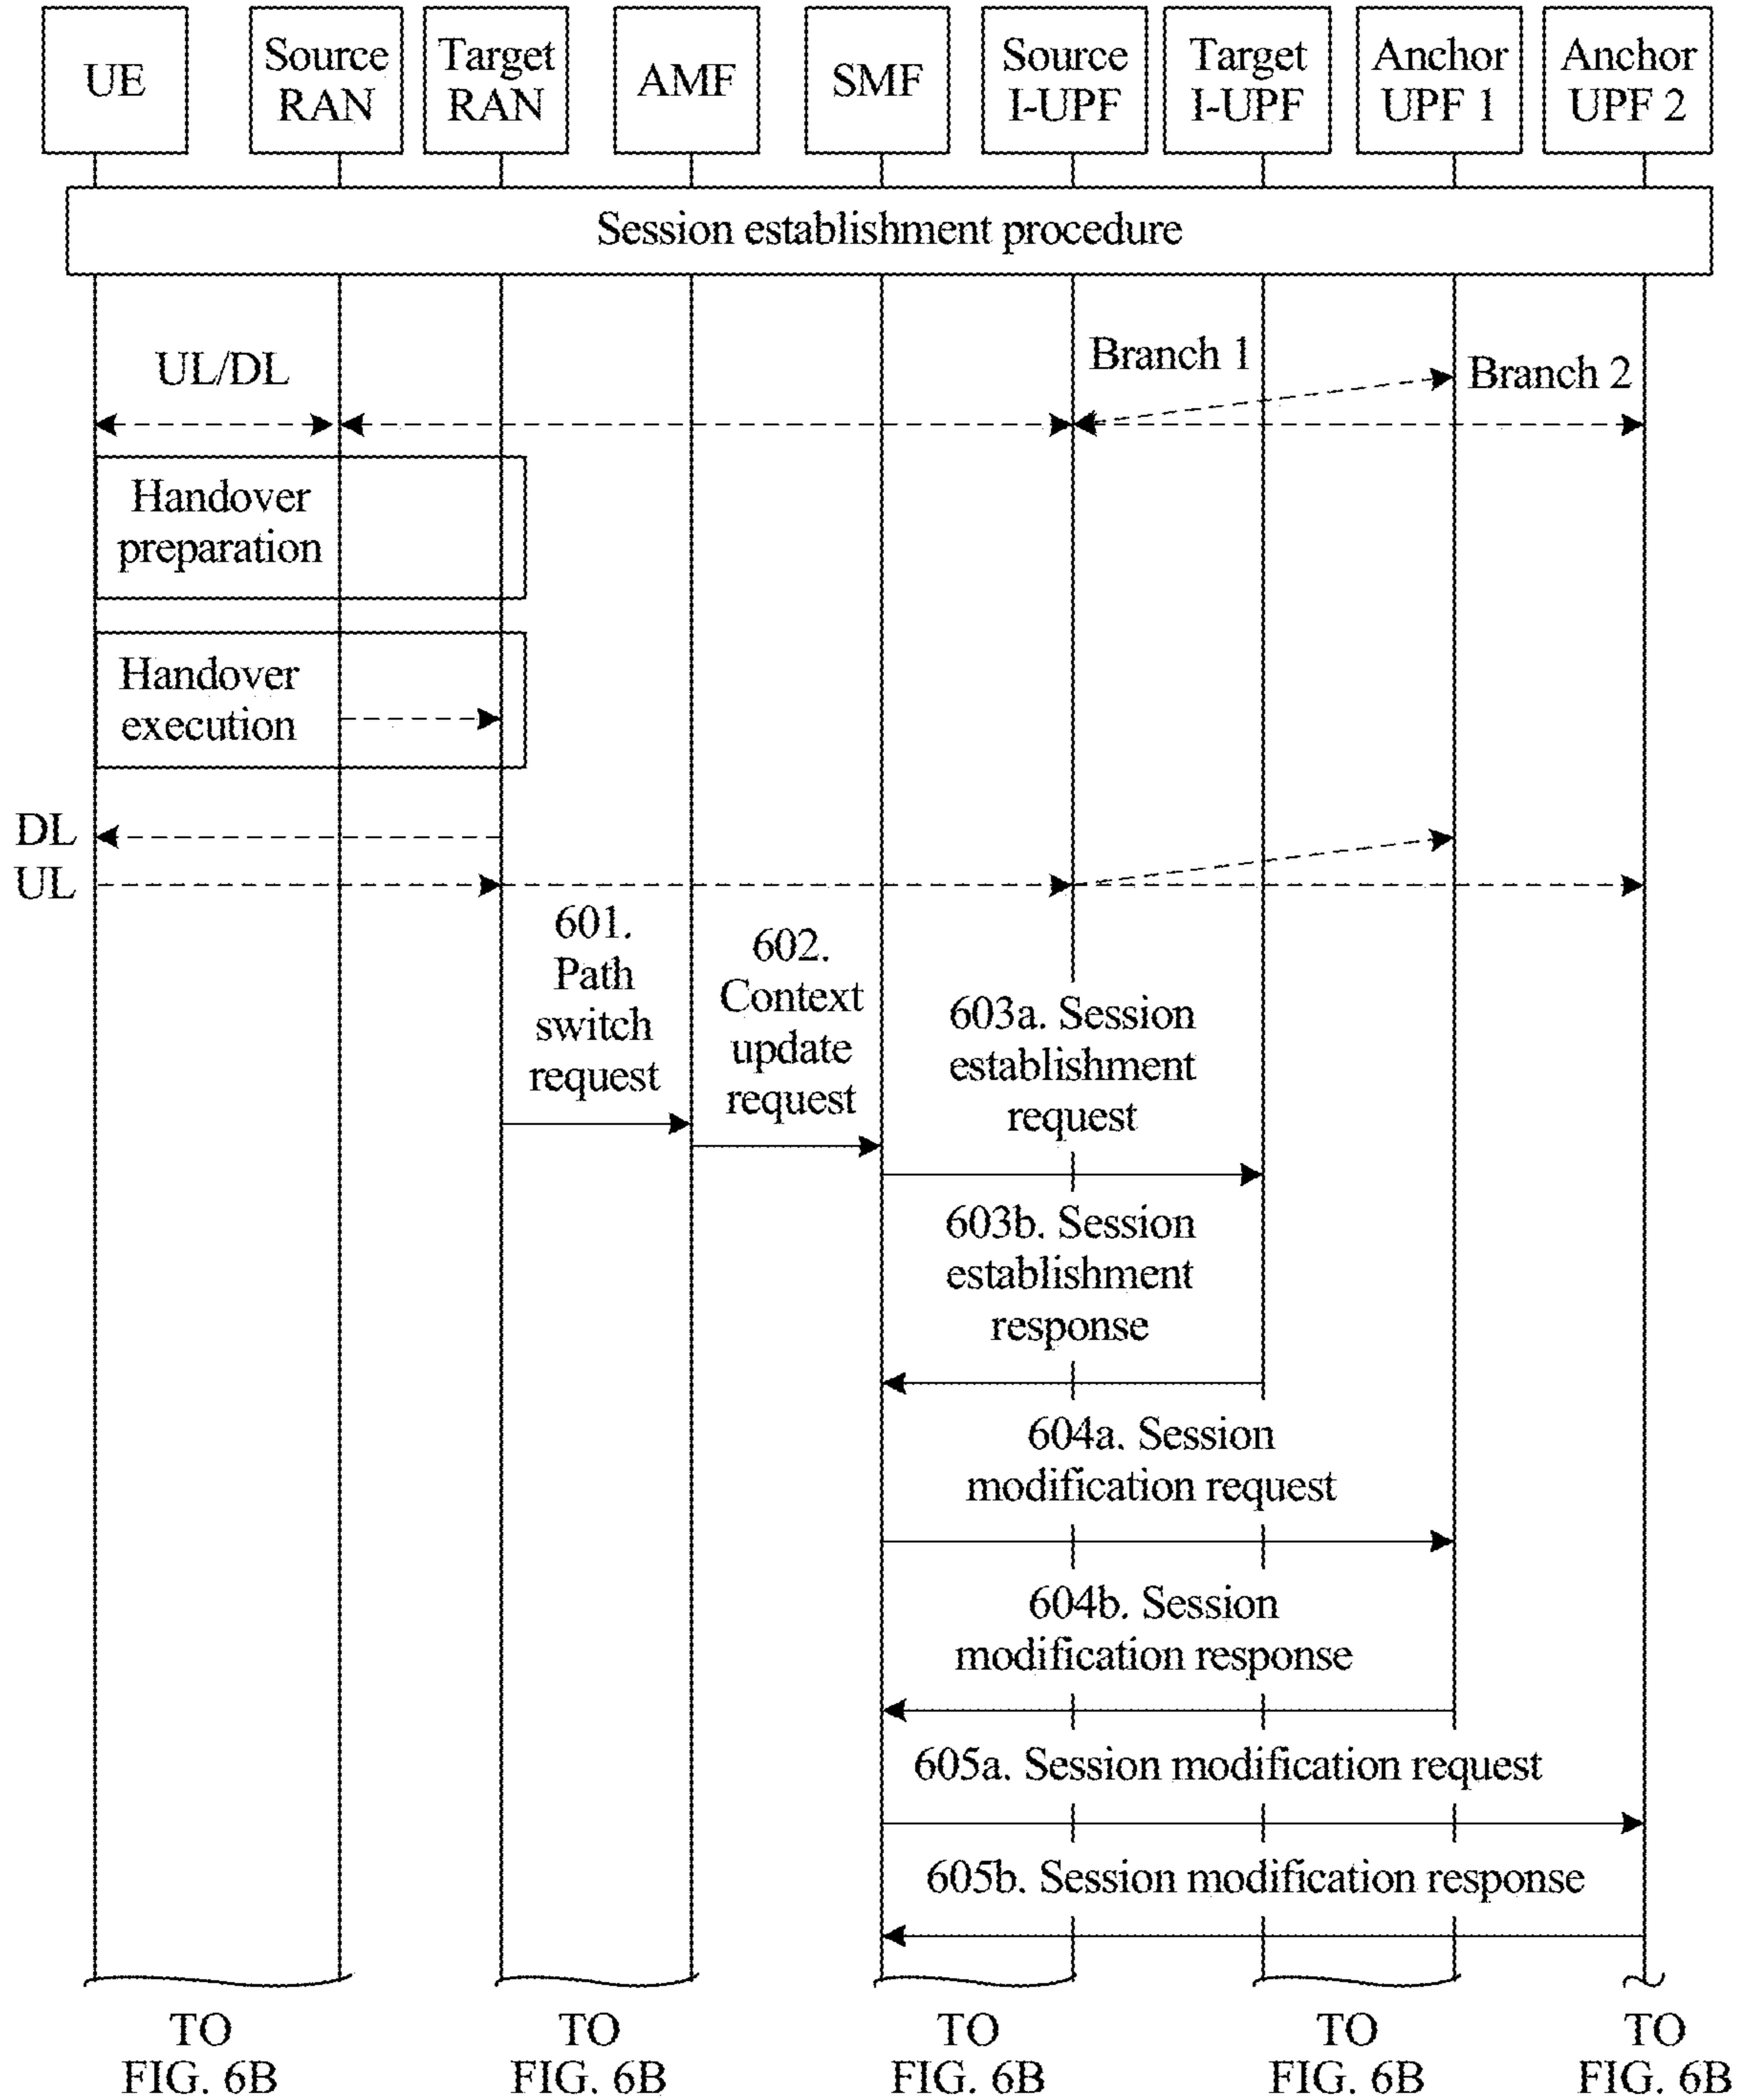 UE
Source
RAN
Target
RAN
AMF
SMF
Source
I-UPF
Target
I-UPF
Anchor
UPF 1
Anchor
UPF 2
Session establishment procedure
UL/DL
Branch 1
Branch 2
Handover
preparation
Handover
execution
DL
UL
601.
Path
switch
request
602.
Context
update
request
603a. Session
establishment
request
603b. Session
establishment
response
604a. Session
modification request
604b. Session
modification response
605a. Session modification request
605b. Session modification response
TO
FIG. 6B
TO
FIG. 6B
TO
FIG. 6B
TO
FIG. 6B
TO
FIG. 6B